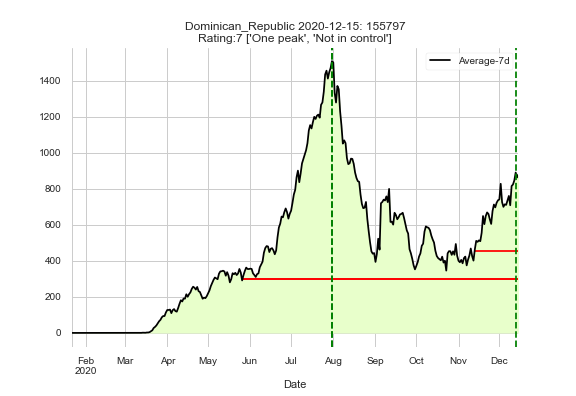 Dominican_Republic 2020-12-15: 155797
Rating:7 ['One peak', 'Not in control']
Average-7d
1400
1200
1000
800
600
400
200
0
Feb Mar Apr May Jun Jul Aug Sep Oct Nov Dec
2020
Date